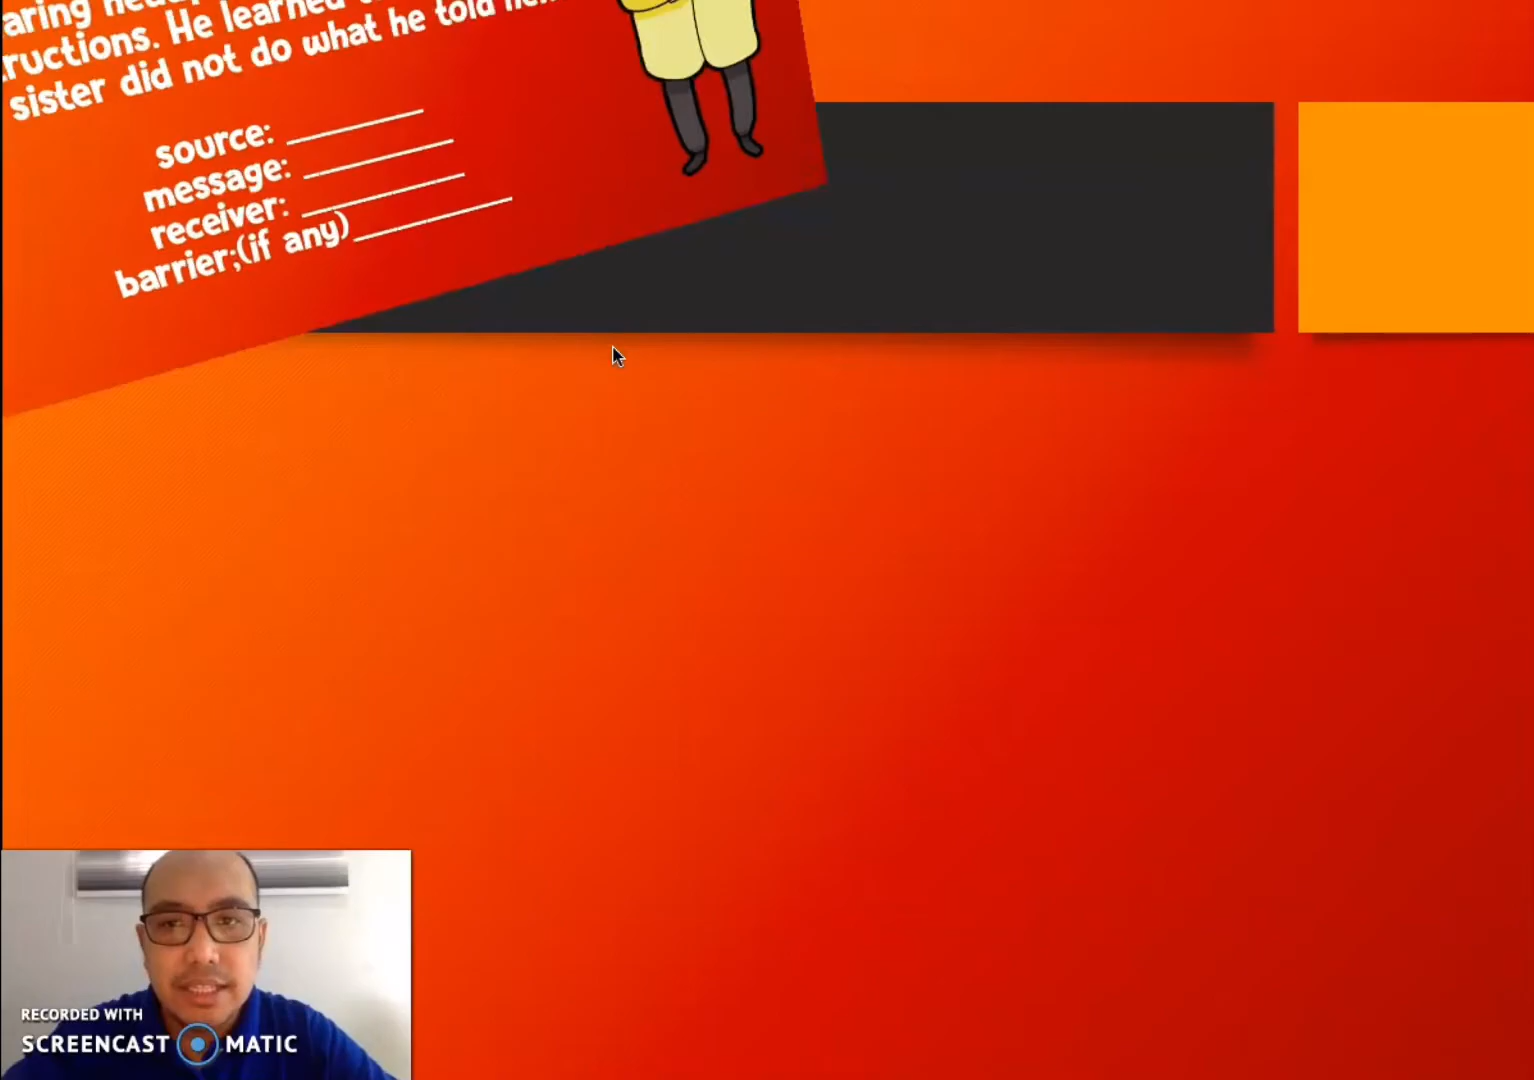 aring
ructions. He learned
sister did not do what he told
source:
message:
receiver:
barrier;(if any)
RECORDED WITH
SCREENCAST MATIC